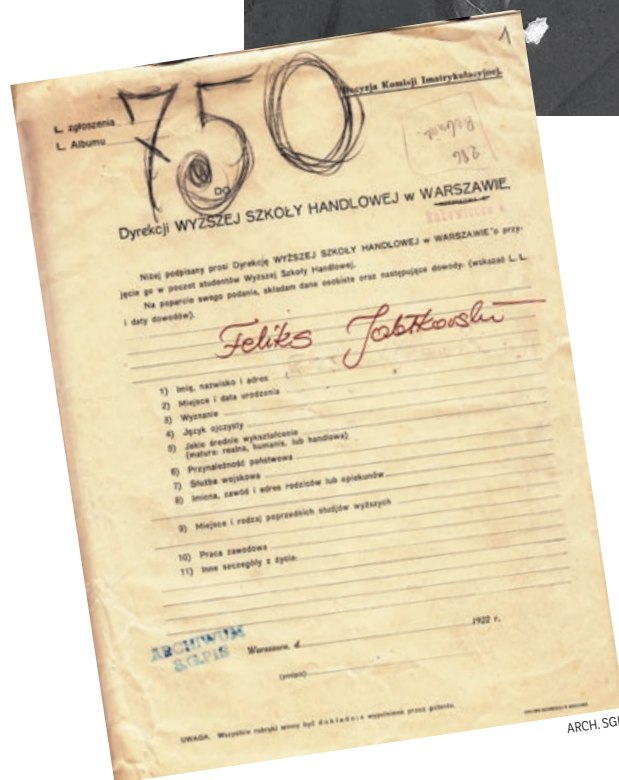 1
Decyzja Komisji Imatrykulacyjnej.
750
L. zgłoszenia
L. Albumu
286
DO
Dyrekcji WYŻSZEJ SZKOŁY HANDLOWEJ w WARSZAWIE.
Niżej podpisany prosi Dyrekcję WYŻSZEJ SZKOŁY HANDLOWEJ w WARSZAWIE o przy-
jęcie go w poczet studentów Wyższej Szkoły Handlowej.
Na poparcie swego podania, składam dane osobiste oraz następujące dowody: (wskazać L. L.
i daty dowodów).
Feliks Jabłkowski
1) Imię, nazwisko i adres
2) Miejsce i data urodzenia
3) Wyznanie
4) Język ojczysty
5) Jakie średnie wykształcenie
(matura: realna, humanis. lub handlowa)
6) Przynależność państwowa
7) Służba wojskowa
8) Imiona, zawód i adres rodziców lub opiekunów
9) Miejsce i rodzaj poprzednich studjów wyższych
10) Praca zawodowa
11) Inne szczegóły z życia:
ARCHIWUM
S.G.P.i S
Warszawa, d. 1922 r.
(podpis)
UWAGA. Wszystkie rubryki winny być dokładnie wypełnione przez petenta.
ARCH. SG